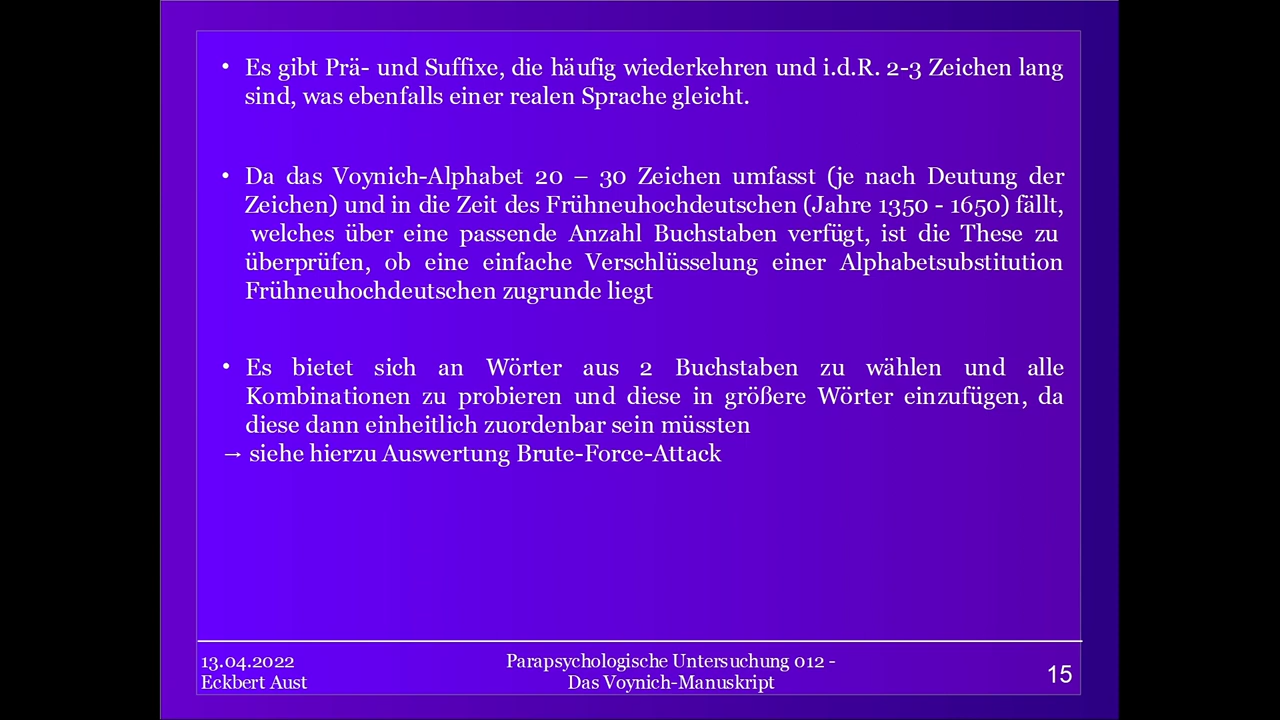 • Es gibt Prä- und Suffixe, die häufig wiederkehren und i.d.R. 2-3 Zeichen lang
sind, was ebenfalls einer realen Sprache gleicht.
• Da das Voynich-Alphabet 20 – 30 Zeichen umfasst (je nach Deutung der
Zeichen) und in die Zeit des Frühneuhochdeutschen (Jahre 1350 - 1650) fällt,
welches über eine passende Anzahl Buchstaben verfügt, ist die These zu
überprüfen, ob eine einfache Verschlüsselung einer Alphabetsubstitution
Frühneuhochdeutschen zugrunde liegt
• Es bietet sich an Wörter aus 2 Buchstaben zu wählen und alle
Kombinationen zu probieren und diese in größere Wörter einzufügen, da
diese dann einheitlich zuordenbar sein müssten
→ siehe hierzu Auswertung Brute-Force-Attack
13.04.2022
Eckbert Aust
Parapsychologische Untersuchung 012 -
Das Voynich-Manuskript
15